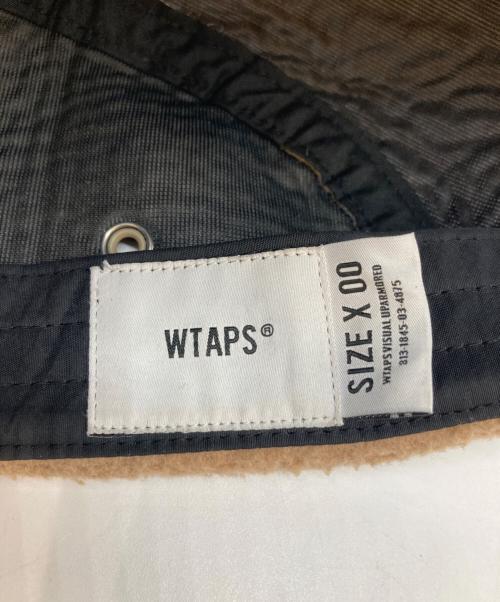 WTAPS®
SIZE X 00
WTAPS VISUAL UPARMORED
813-1845-03-4875